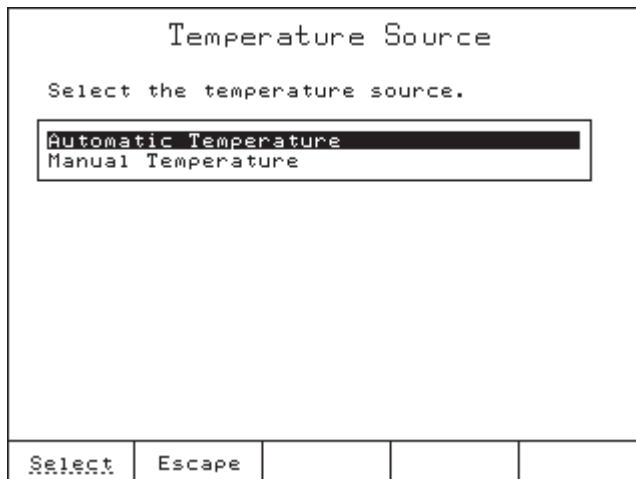 Temperature Source
Select the temperature source.
Automatic Temperature
Manual Temperature
Select Escape